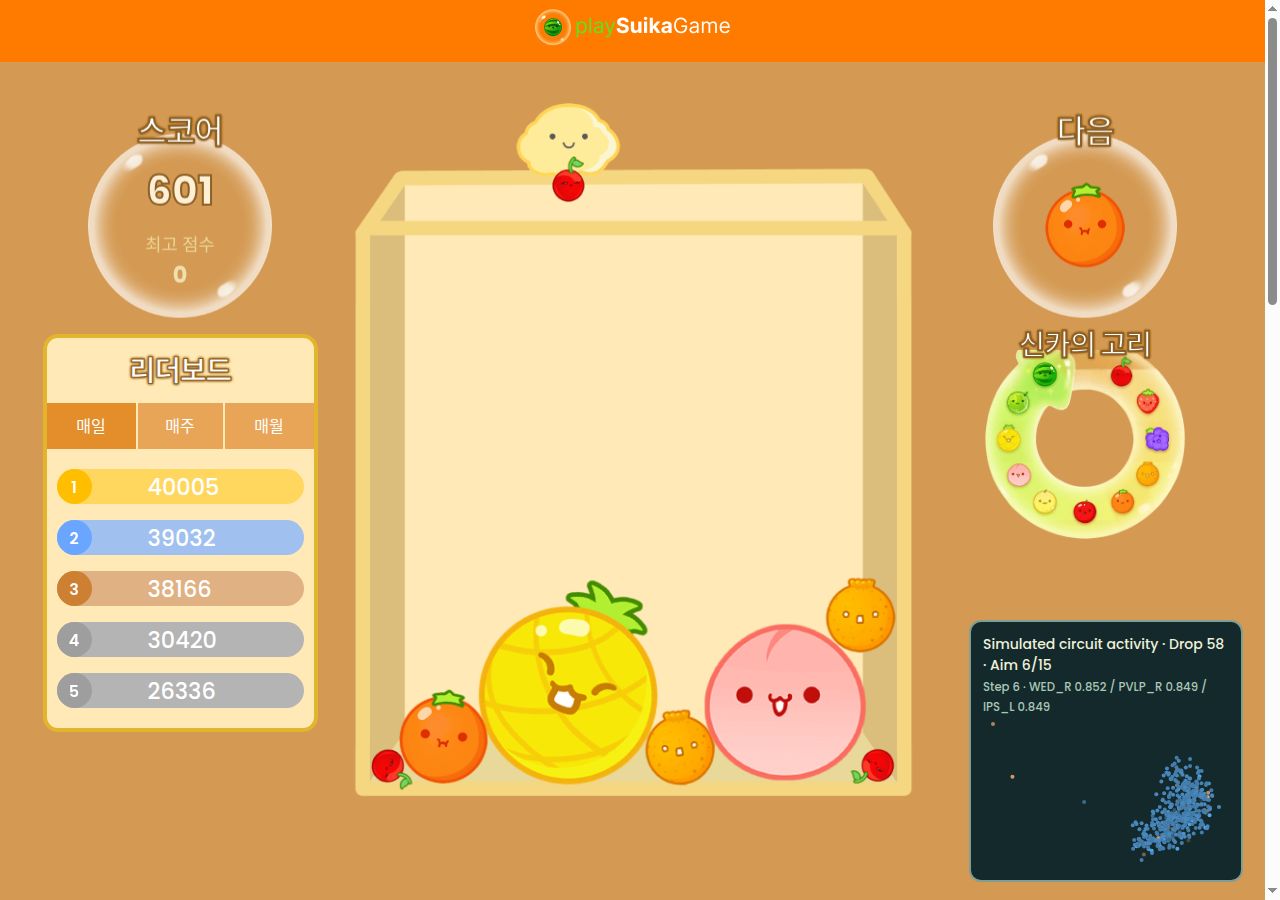 playSuikaGame
스코어
601
최고 점수
0
다음
신카의 고리
리더보드
매일 매주 매월
1 40005
2 39032
3 38166
4 30420
5 26336
Simulated circuit activity · Drop 58
· Aim 6/15
Step 6 · WED_R 0.852 / PVLP_R 0.849 /
IPS_L 0.849